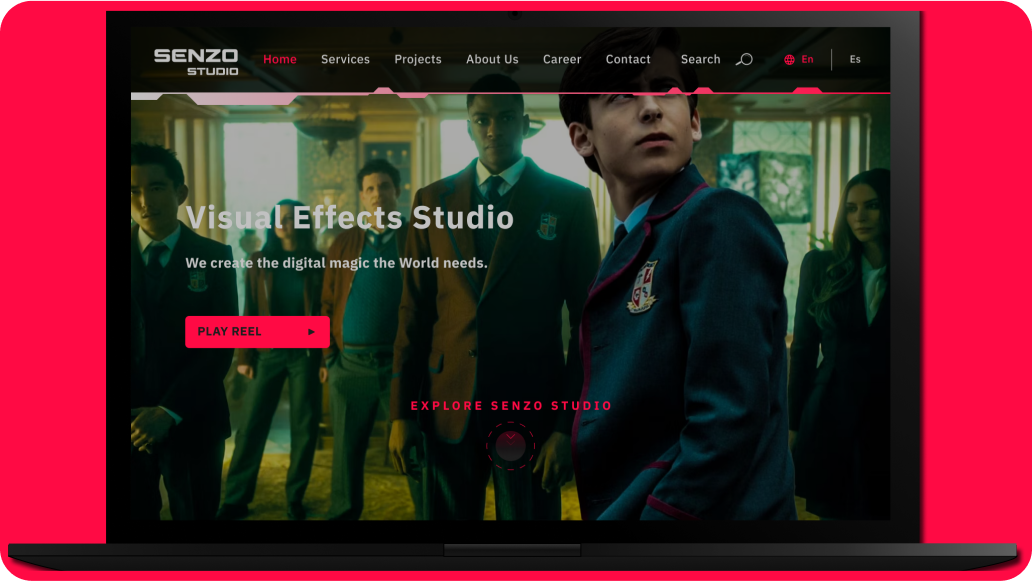 SENZO
STUDIO
Home Services Projects About Us Career Contact Search En Es
Visual Effects Studio
We create the digital magic the World needs.
PLAY REEL
EXPLORE SENZO STUDIO